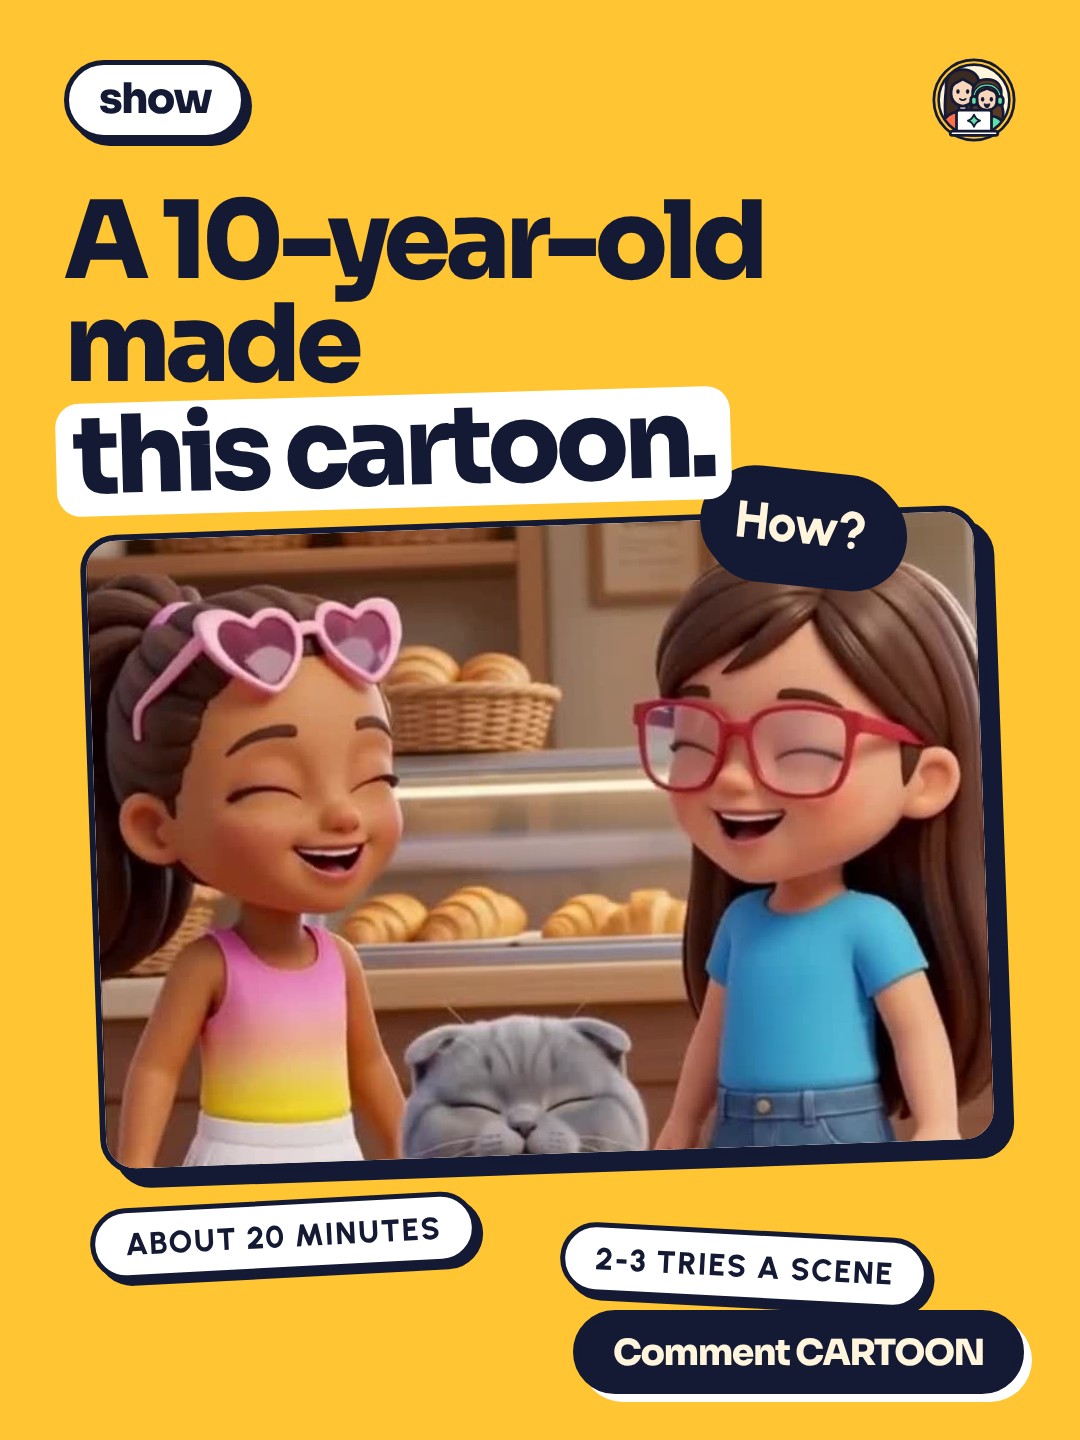 show
A 10-year-old
made
this cartoon.
How?
ABOUT 20 MINUTES
2-3 TRIES A SCENE
Comment CARTOON